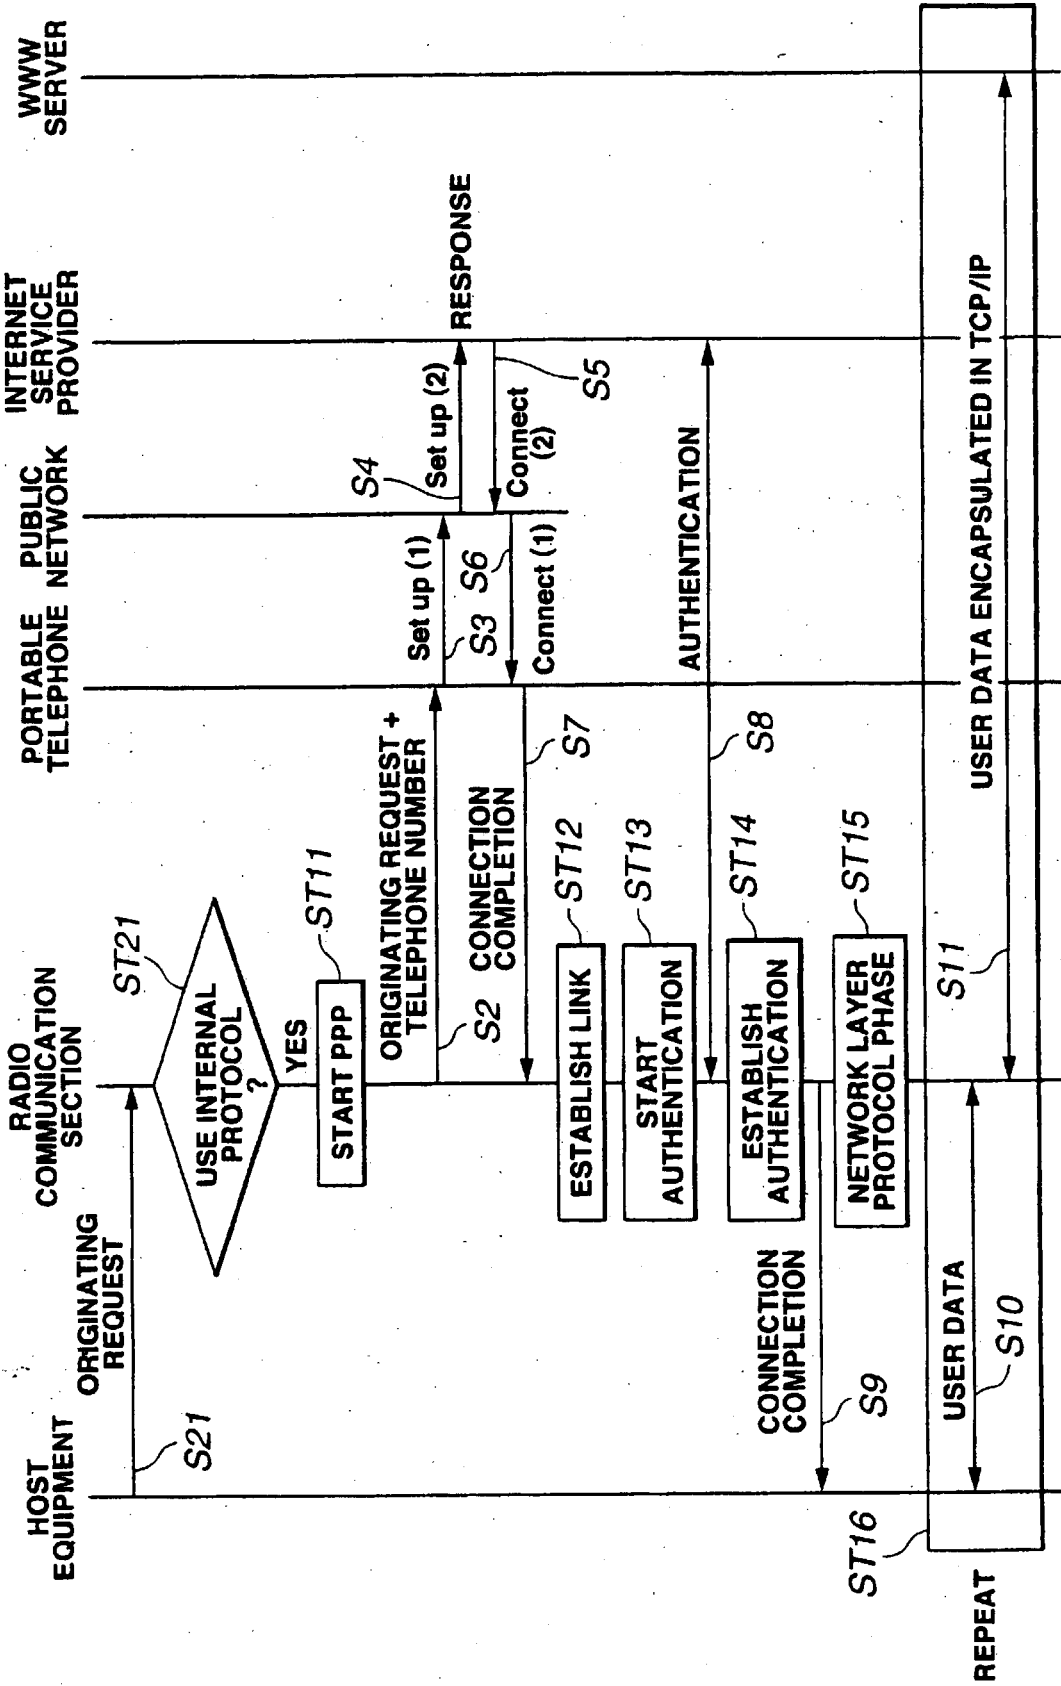 HOST
EQUIPMENT
RADIO
COMMUNICATION
SECTION
PORTABLE
TELEPHONE
PUBLIC
NETWORK
INTERNET
SERVICE
PROVIDER
WWW
SERVER
ORIGINATING
REQUEST
S21
ST21
USE INTERNAL
PROTOCOL
?
YES
START PPP
ST11
ORIGINATING REQUEST +
TELEPHONE NUMBER
S2
Set up (1)
S3
S4
Set up (2)
RESPONSE
S5
Connect
(2)
S6
Connect (1)
S7
CONNECTION
COMPLETION
ESTABLISH LINK
ST12
START
AUTHENTICATION
ST13
AUTHENTICATION
S8
ESTABLISH
AUTHENTICATION
ST14
CONNECTION
COMPLETION
S9
NETWORK LAYER
PROTOCOL PHASE
ST15
ST16
REPEAT
USER DATA
S10
S11
USER DATA ENCAPSULATED IN TCP/IP